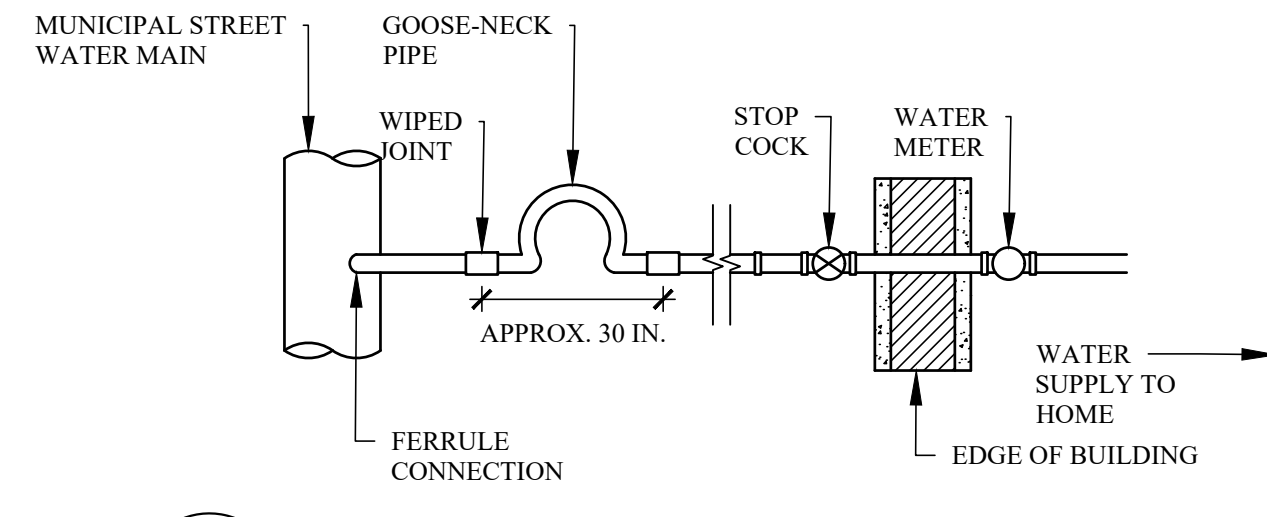 MUNICIPAL STREET
WATER MAIN
GOOSE-NECK
PIPE
WIPED
JOINT
STOP
COCK
WATER
METER
APPROX. 30 IN.
WATER
SUPPLY TO
HOME
FERRULE
CONNECTION
EDGE OF BUILDING